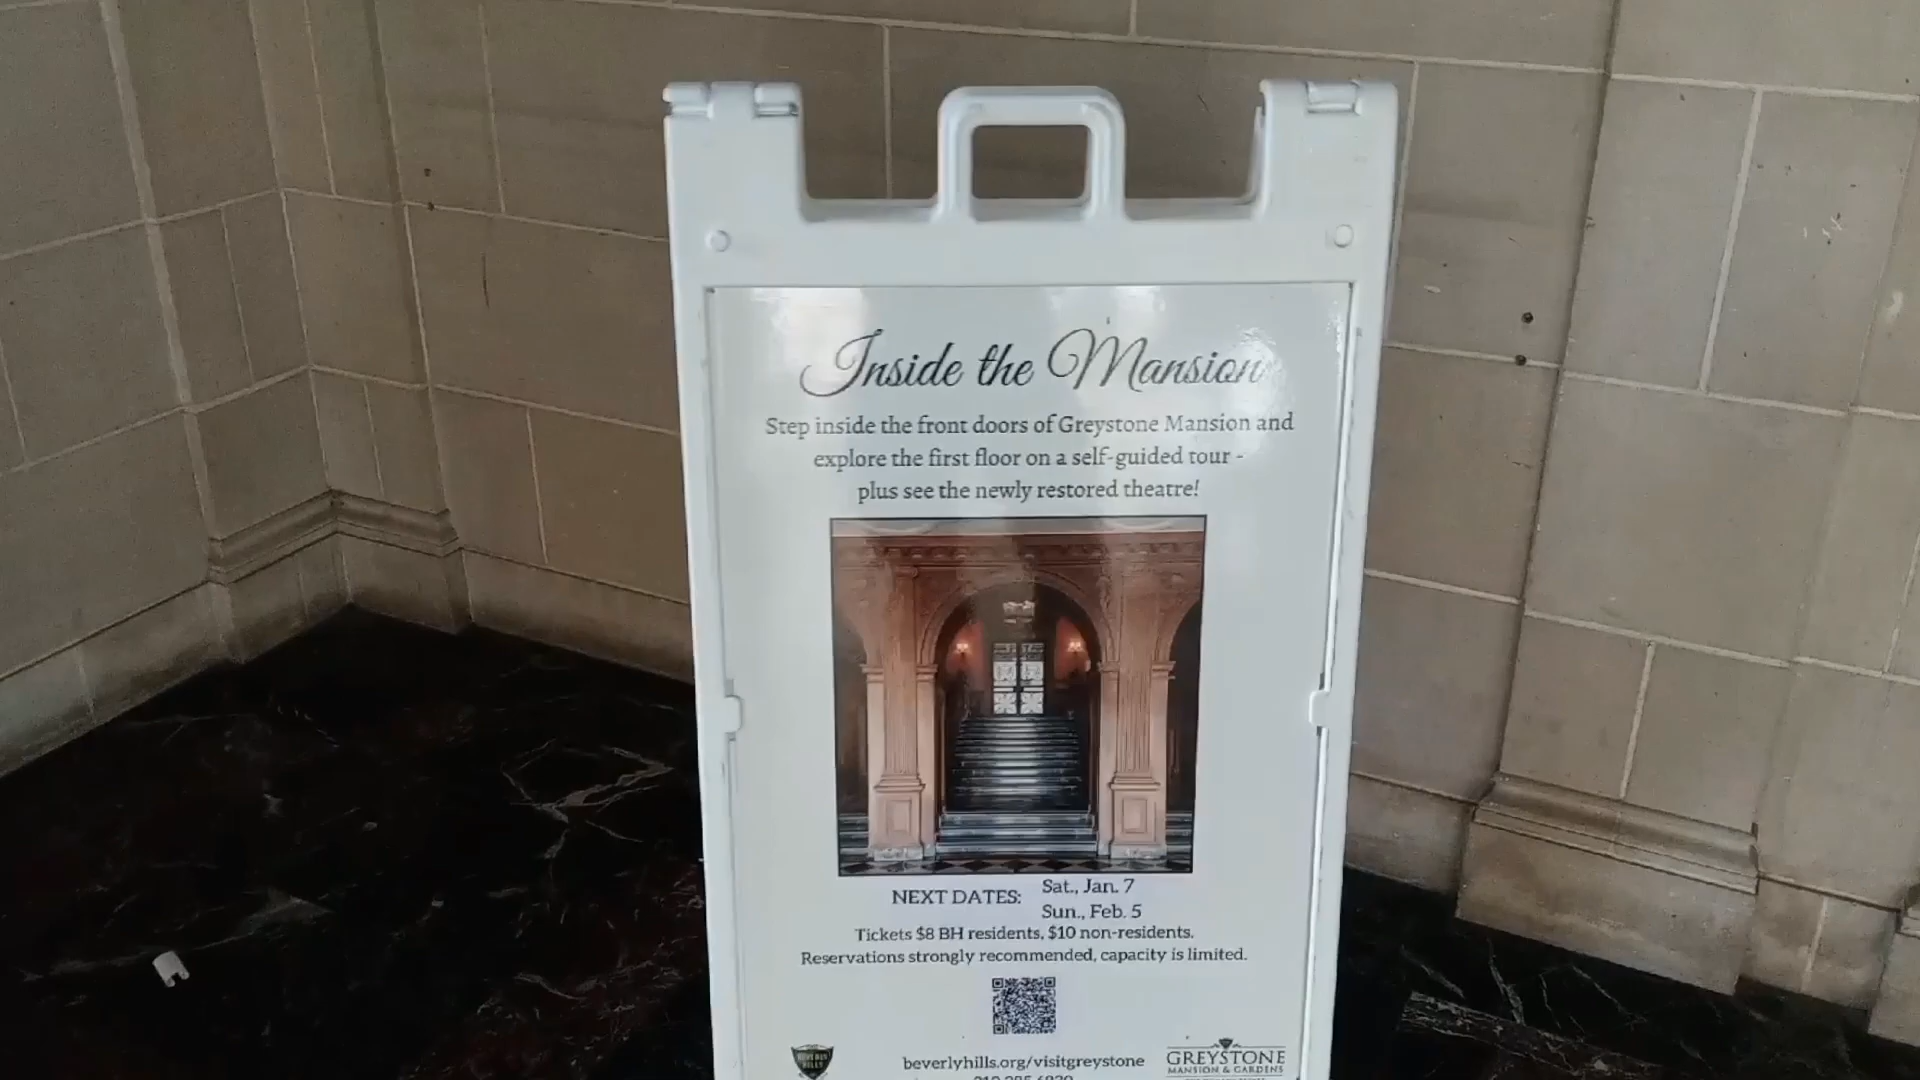 Inside the Mansion
Step inside the front doors of Greystone Mansion and
explore the first floor on a self-guided tour -
plus see the newly restored theatre!
NEXT DATES: Sat., Jan. 7
Sun., Feb. 5
Tickets $8 BH residents, $10 non-residents.
Reservations strongly recommended, capacity is limited.
BEVERLY
HILLS
beverlyhills.org/visitgreystone
GREYSTONE
MANSION & GARDENS